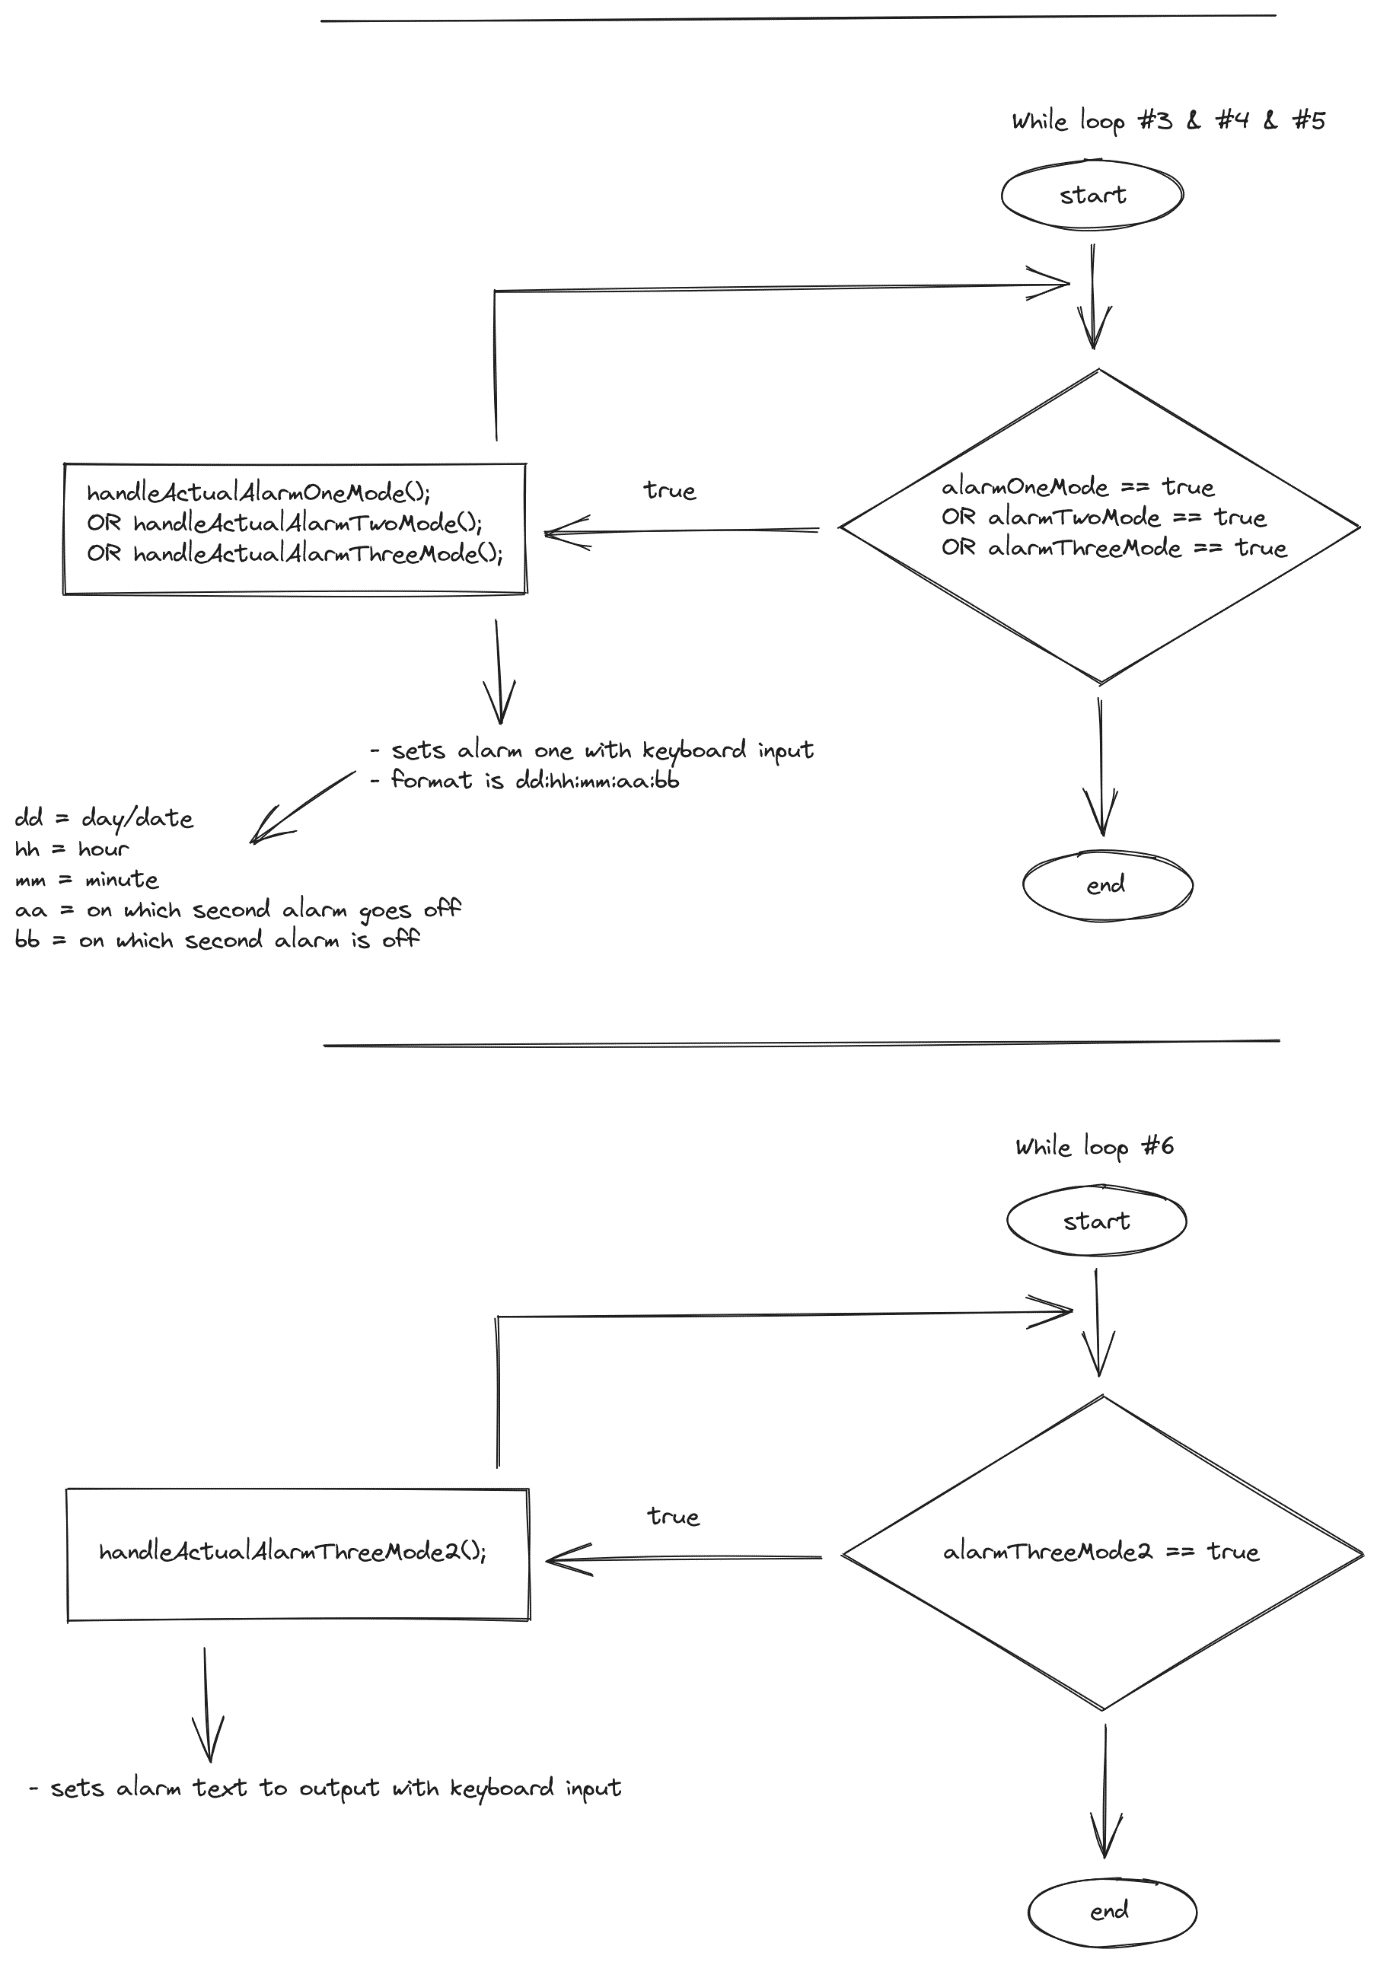 While loop #3 & #4 & #5
start
alarmOneMode == true
OR alarmTwoMode == true
OR alarmThreeMode == true
true
handleActualAlarmOneMode();
OR handleActualAlarmTwoMode();
OR handleActualAlarmThreeMode();
- sets alarm one with keyboard input
- format is dd:hh:mm:aa:bb
dd = day/date
hh = hour
mm = minute
aa = on which second alarm goes off
bb = on which second alarm is off
end
While loop #6
start
alarmThreeMode2 == true
true
handleActualAlarmThreeMode2();
- sets alarm text to output with keyboard input
end